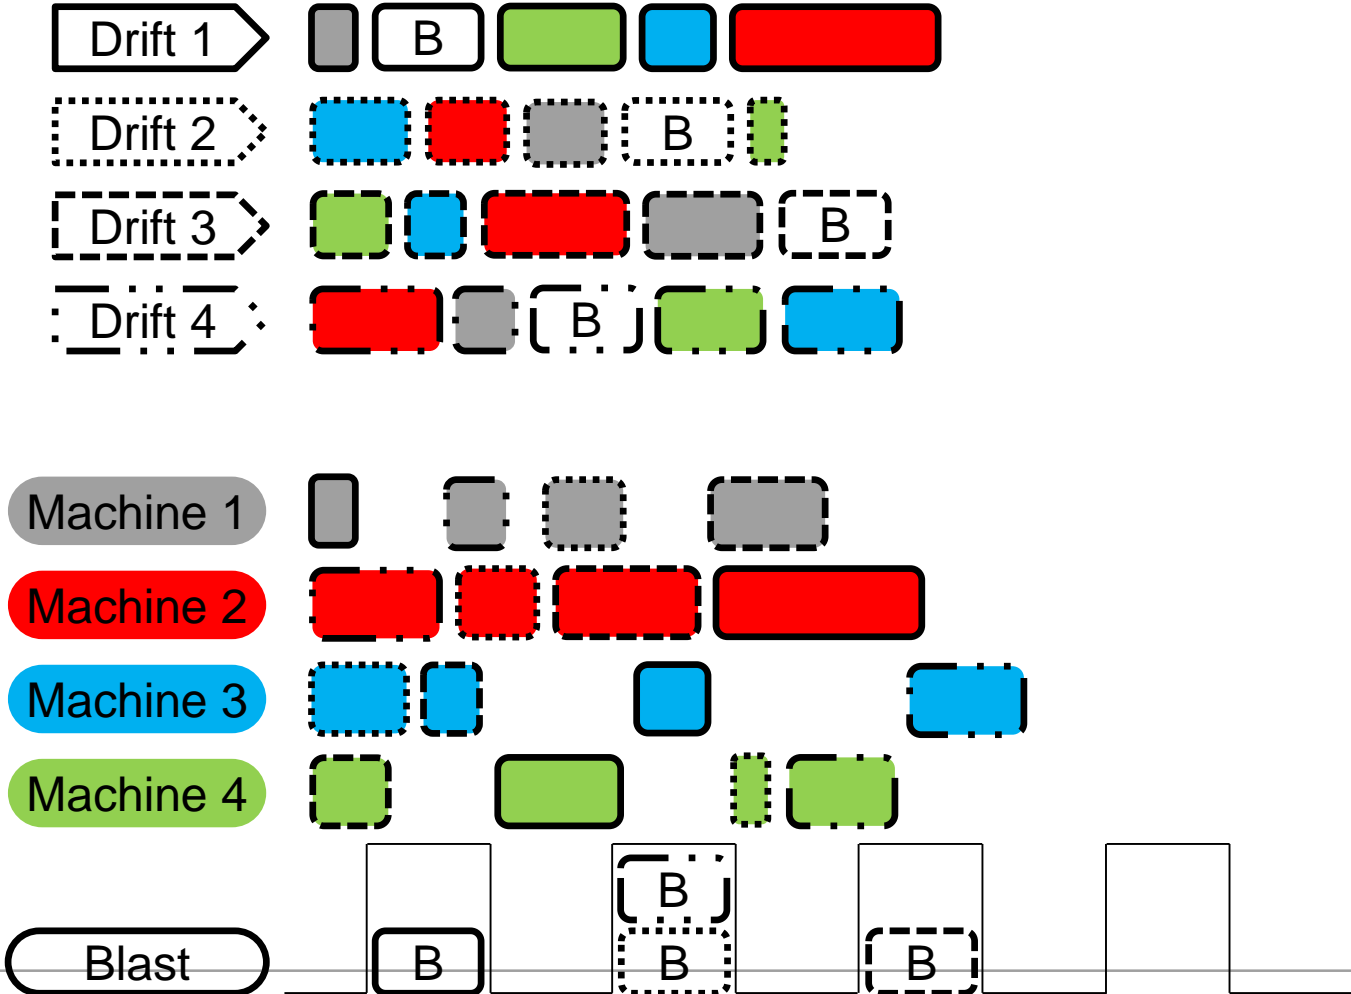 Drift 1
B
Drift 2
B
Drift 3
B
Drift 4
B
Machine 1
Machine 2
Machine 3
Machine 4
B
Blast
B
B
B